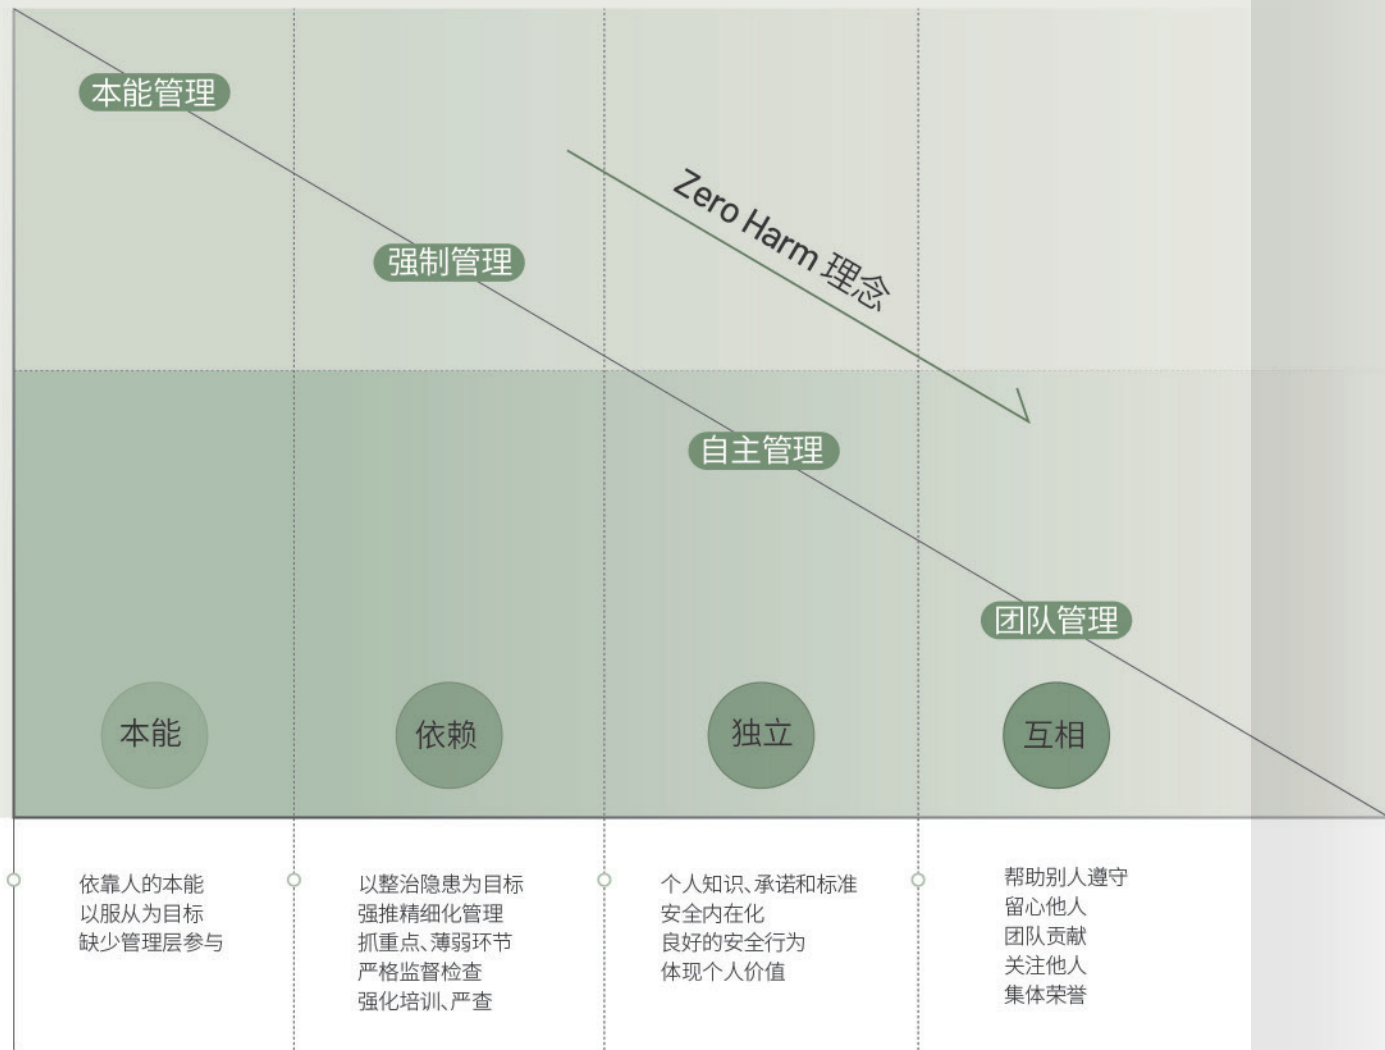 本能管理
强制管理
Zero Harm 理念
自主管理
团队管理
本能
依赖
独立
互相
依靠人的本能
以服从为目标
缺少管理层参与
以整治隐患为目标
强推精细化管理
抓重点、薄弱环节
严格监督检查
强化培训、严查
个人知识、承诺和标准
安全内在化
良好的安全行为
体现个人价值
帮助别人遵守
留心他人
团队贡献
关注他人
集体荣誉